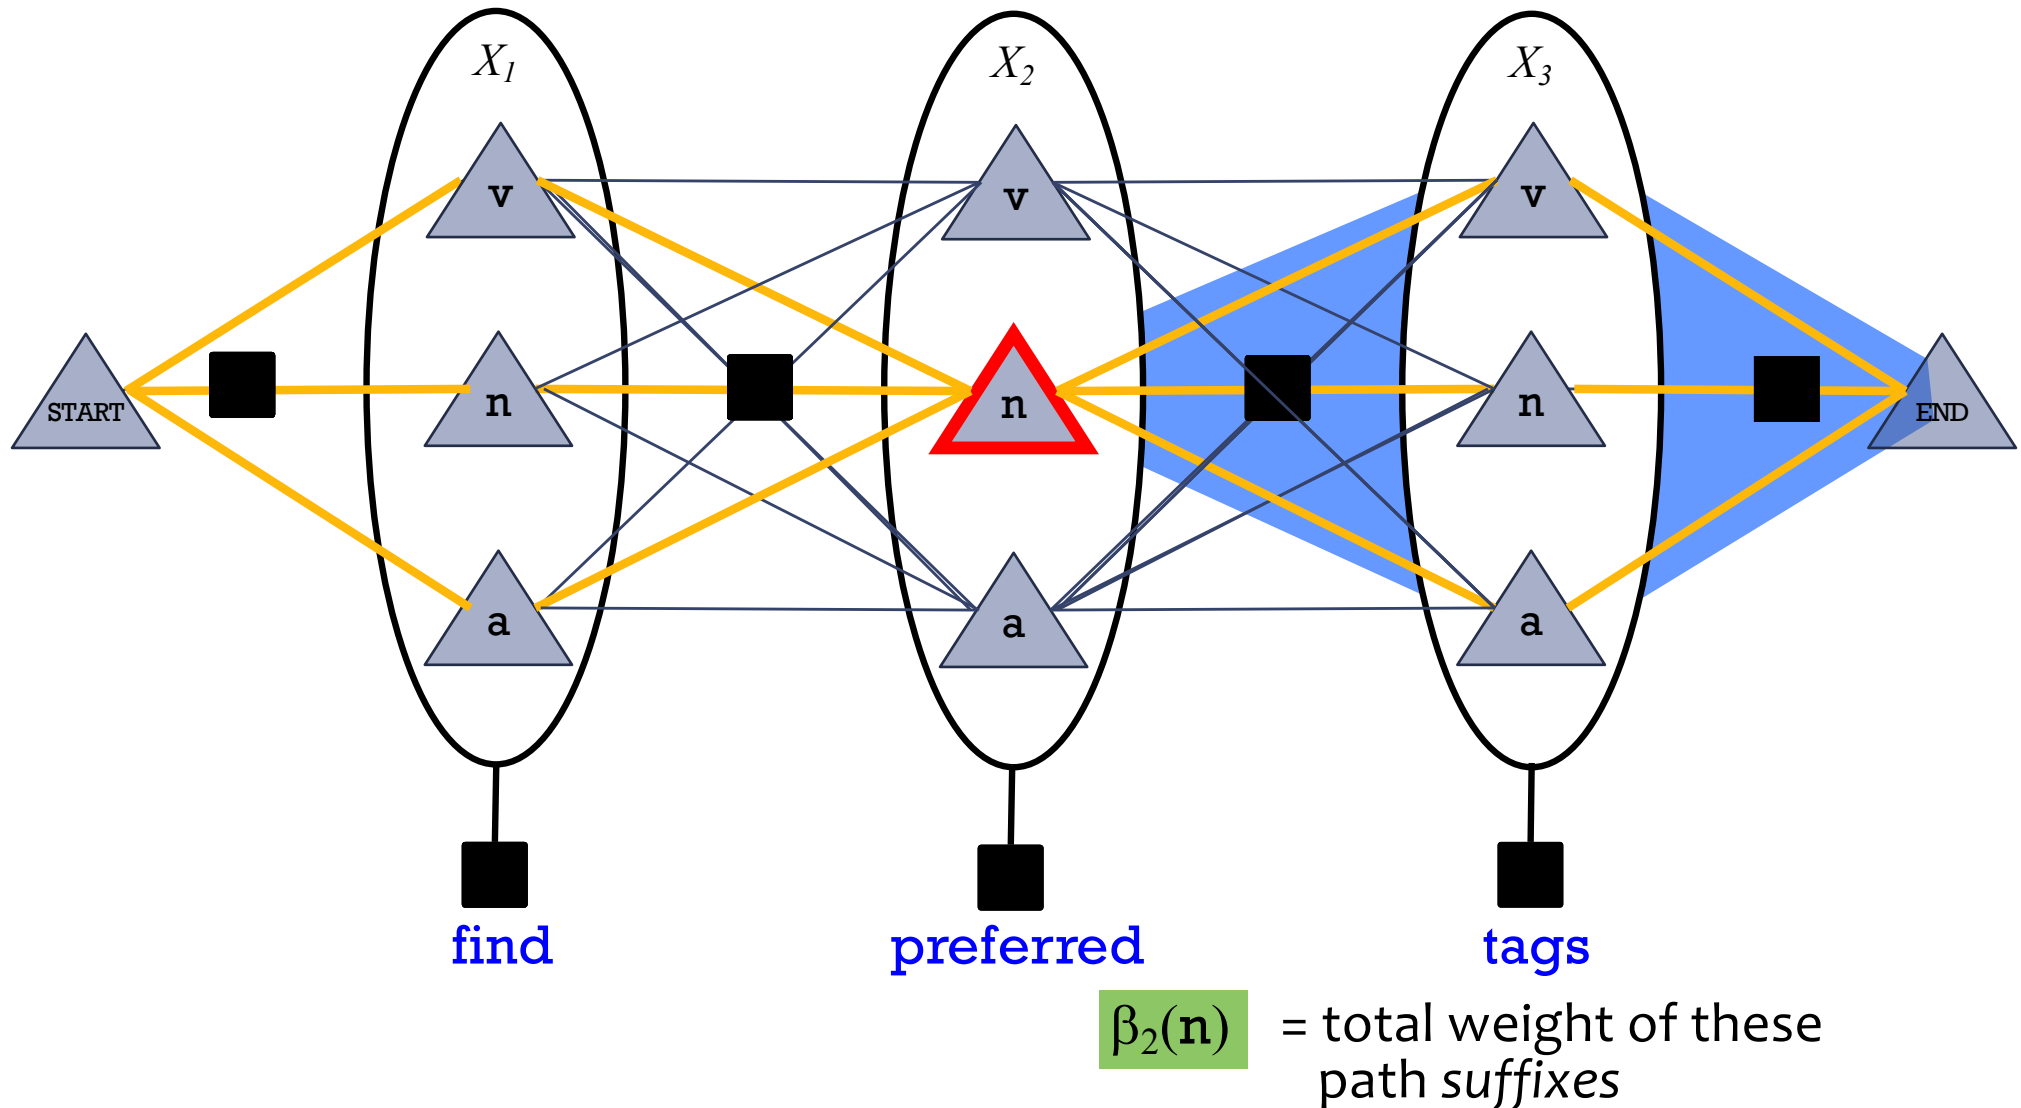 X1 X2 X3
v v v
START n n n END
a a a
find preferred tags
β2(n) = total weight of these
path suffixes